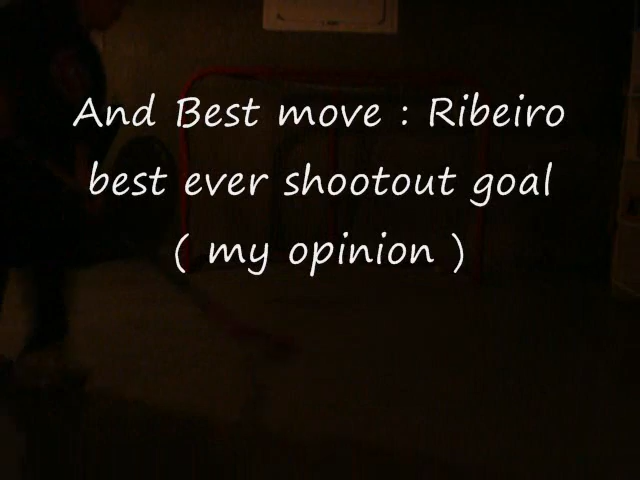 And Best move : Ribeiro
best ever shootout goal
( my opinion )